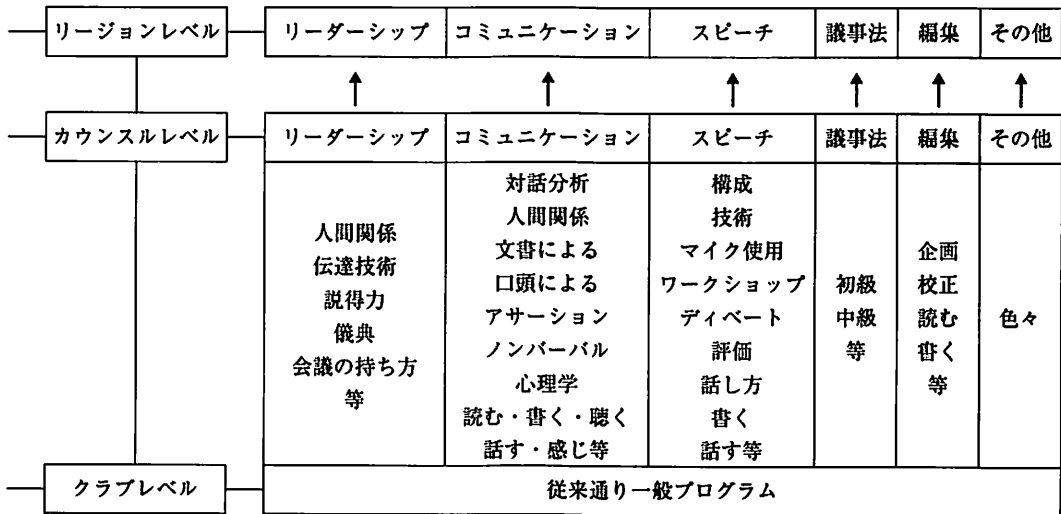 リージョンレベル
リーダーシップ
コミュニケーション
スピーチ
議事法
編集
その他
カウンスルレベル
リーダーシップ
コミュニケーション
スピーチ
議事法
編集
その他
人間関係
伝達技術
説得力
儀典
会議の持ち方
等
対話分析
人間関係
文書による
口頭による
アサーション
ノンバーバル
心理学
読む・書く・聴く
話す・感じ等
構成
技術
マイク使用
ワークショップ
ディベート
評価
話し方
書く
話す等
初級
中級
等
企画
校正
読む
書く
等
色々
クラブレベル
従来通り一般プログラム